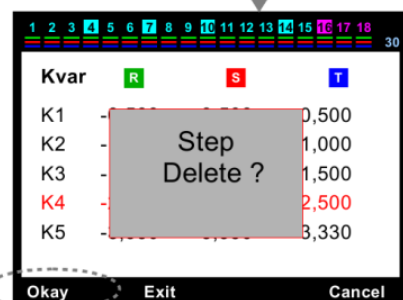 1 2 3 4 5 6 7 8 9 10 11 12 13 14 15 16 17 18
30
Kvar R S T
K1 0,500
K2 1,000
K3 1,500
K4 2,500
K5 3,330
Step
Delete ?
Okay Exit Cancel